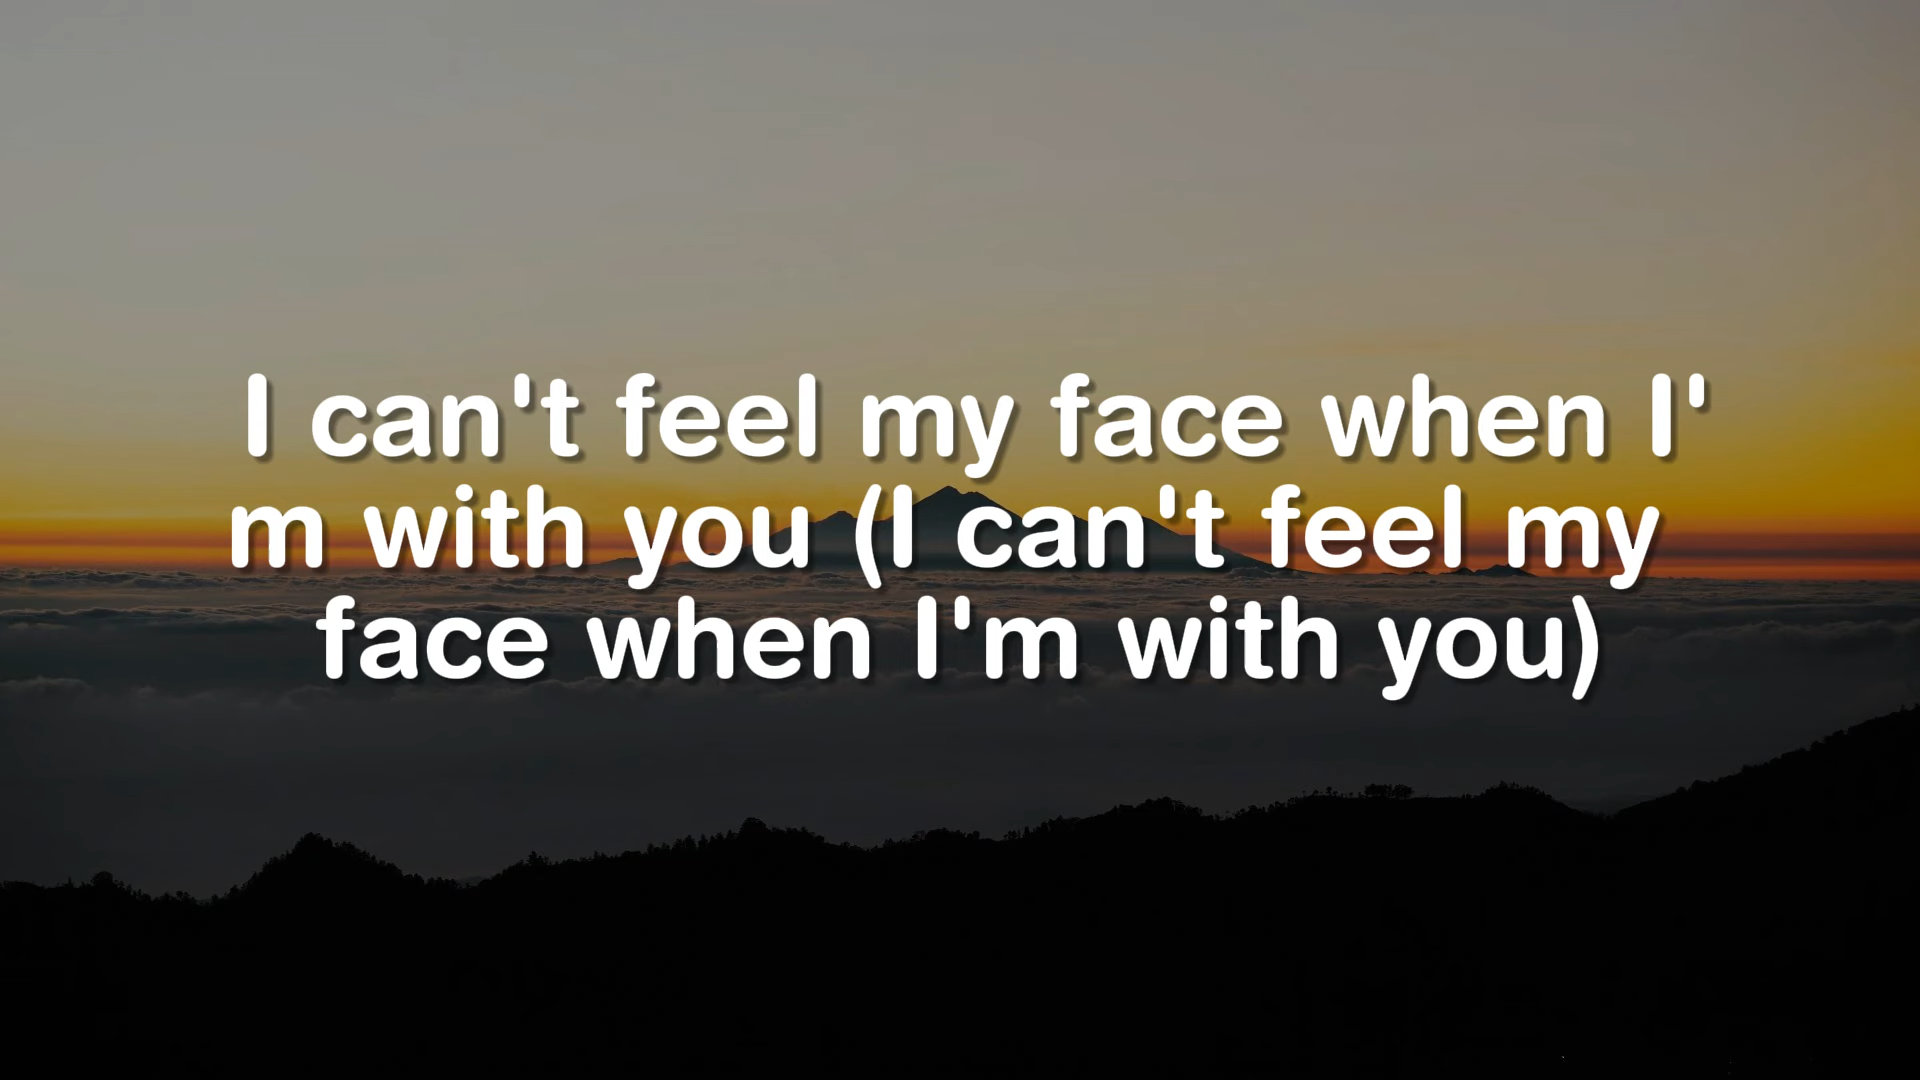 I can't feel my face when I'
m with you (I can't feel my
face when I'm with you)